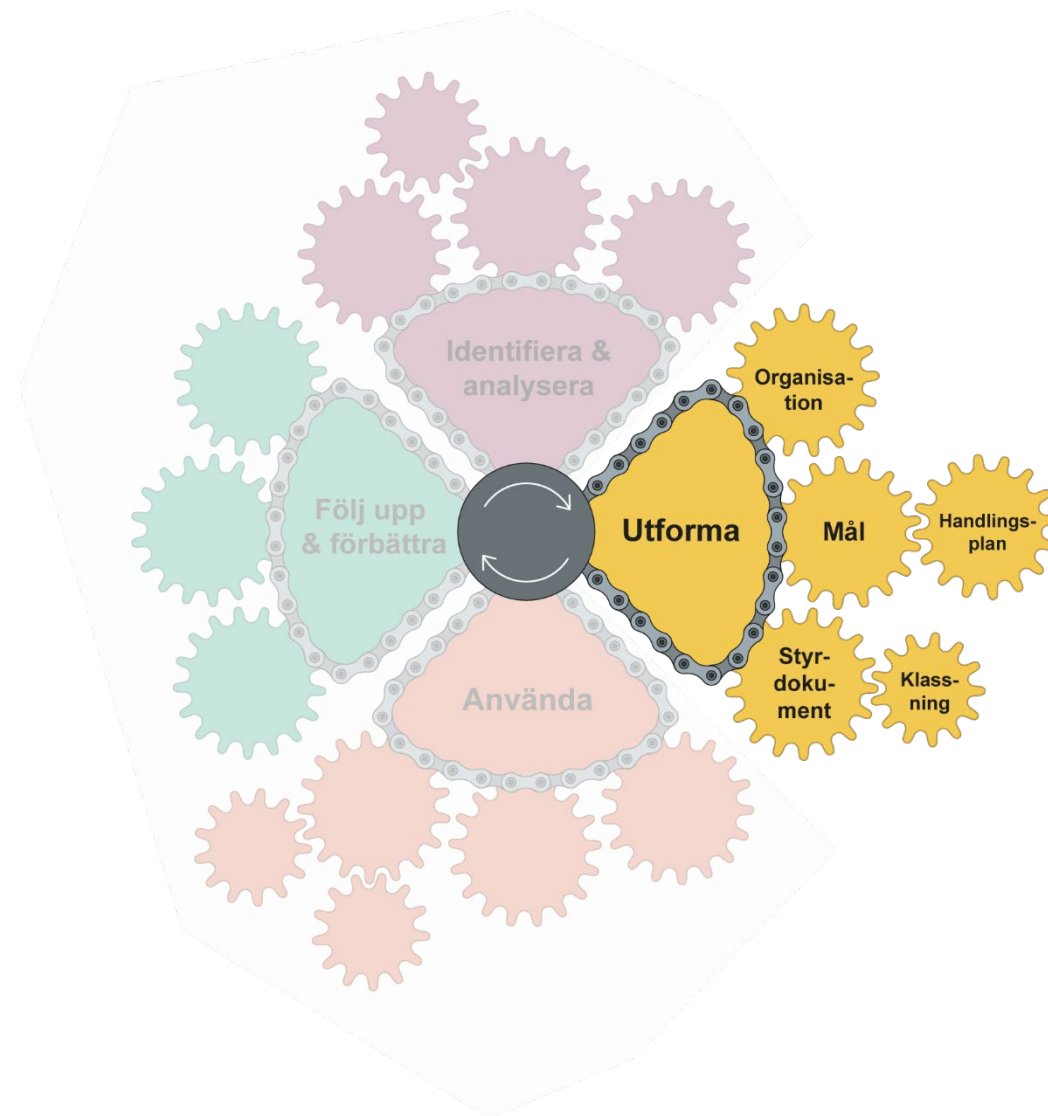 Identifiera &
analysera
Organisa-
tion
Följ upp
& förbättra
Utforma
Mål
Handlings-
plan
Använda
Styr-
doku-
ment
Klass-
ning